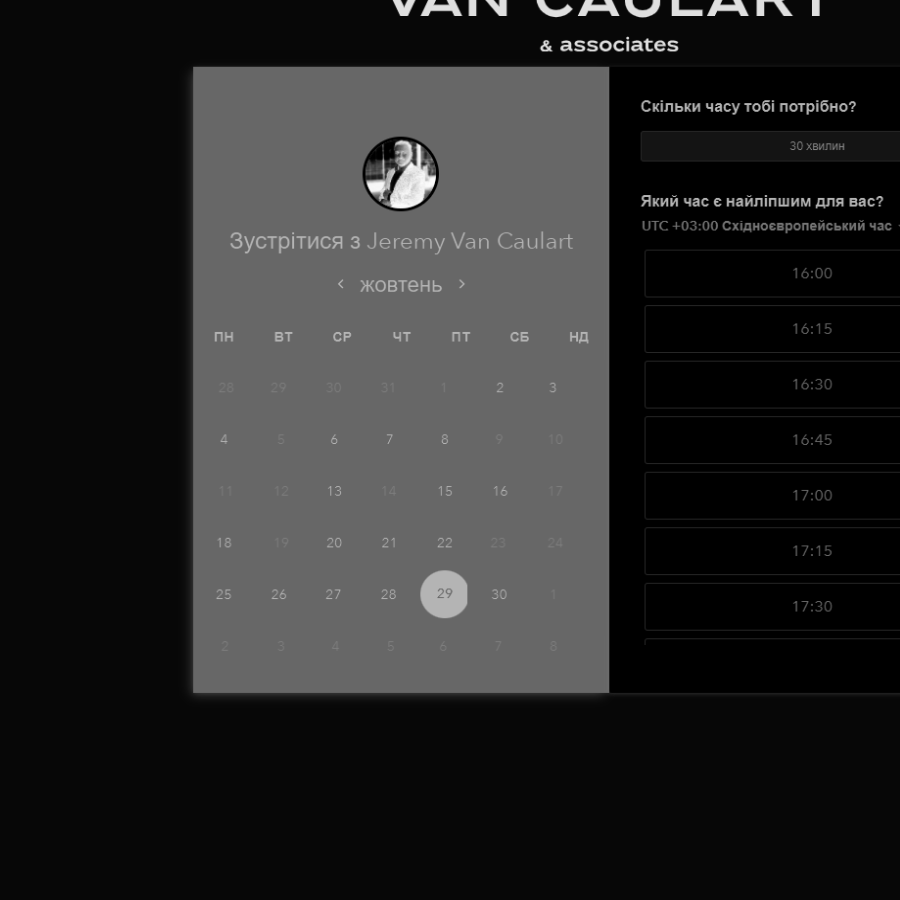 VAN CAULART
& associates
Зустрітися з Jeremy Van Caulart
жовтень
ПН ВТ СР ЧТ ПТ СБ НД
28 29 30 31 1 2 3
4 5 6 7 8 9 10
11 12 13 14 15 16 17
18 19 20 21 22 23 24
25 26 27 28 29 30 1
2 3 4 5 6 7 8
Скільки часу тобі потрібно?
30 хвилин
Який час є найліпшим для вас?
UTC +03:00 Східноєвропейський час
16:00
16:15
16:30
16:45
17:00
17:15
17:30